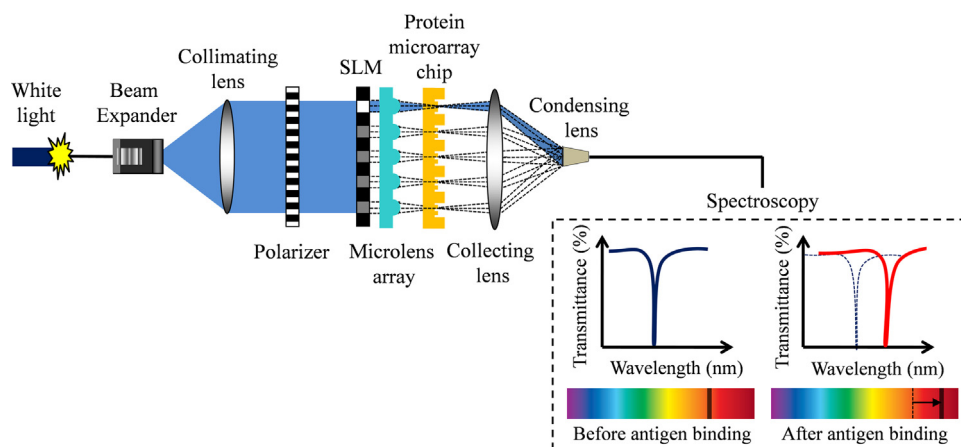 White
light
Beam
Expander
Collimating
lens
Polarizer
SLM
Microlens
array
Protein
microarray
chip
Collecting
lens
Condensing
lens
Spectroscopy
Transmittance (%)
Wavelength (nm)
Before antigen binding
Transmittance (%)
Wavelength (nm)
After antigen binding